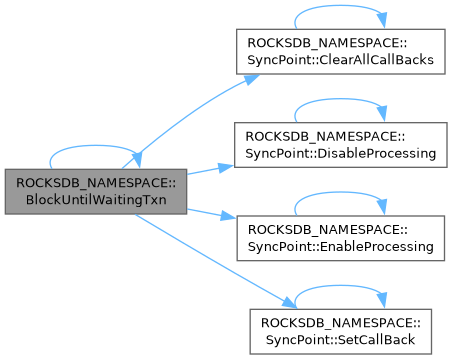 ROCKSDB_NAMESPACE::
SyncPoint::ClearAllCallBacks
ROCKSDB_NAMESPACE::
SyncPoint::DisableProcessing
ROCKSDB_NAMESPACE::
BlockUntilWaitingTxn
ROCKSDB_NAMESPACE::
SyncPoint::EnableProcessing
ROCKSDB_NAMESPACE::
SyncPoint::SetCallBack